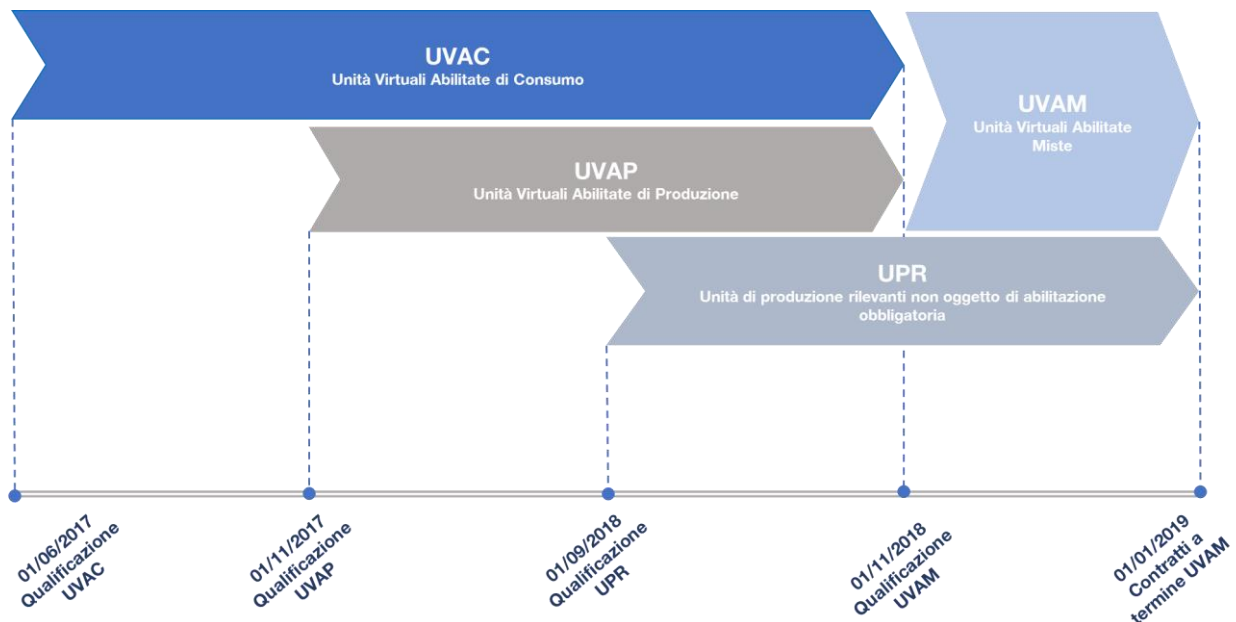 UVAC
Unità Virtuali Abilitate di Consumo
UVAM
Unità Virtuali Abilitate
Miste
UVAP
Unità Virtuali Abilitate di Produzione
UPR
Unità di produzione rilevanti non oggetto di abilitazione
obbligatoria
01/06/2017
Qualificazione
UVAC
01/11/2017
Qualificazione
UVAP
01/09/2018
Qualificazione
UPR
01/11/2018
Qualificazione
UVAM
01/01/2019
Contratti a
termine UVAM